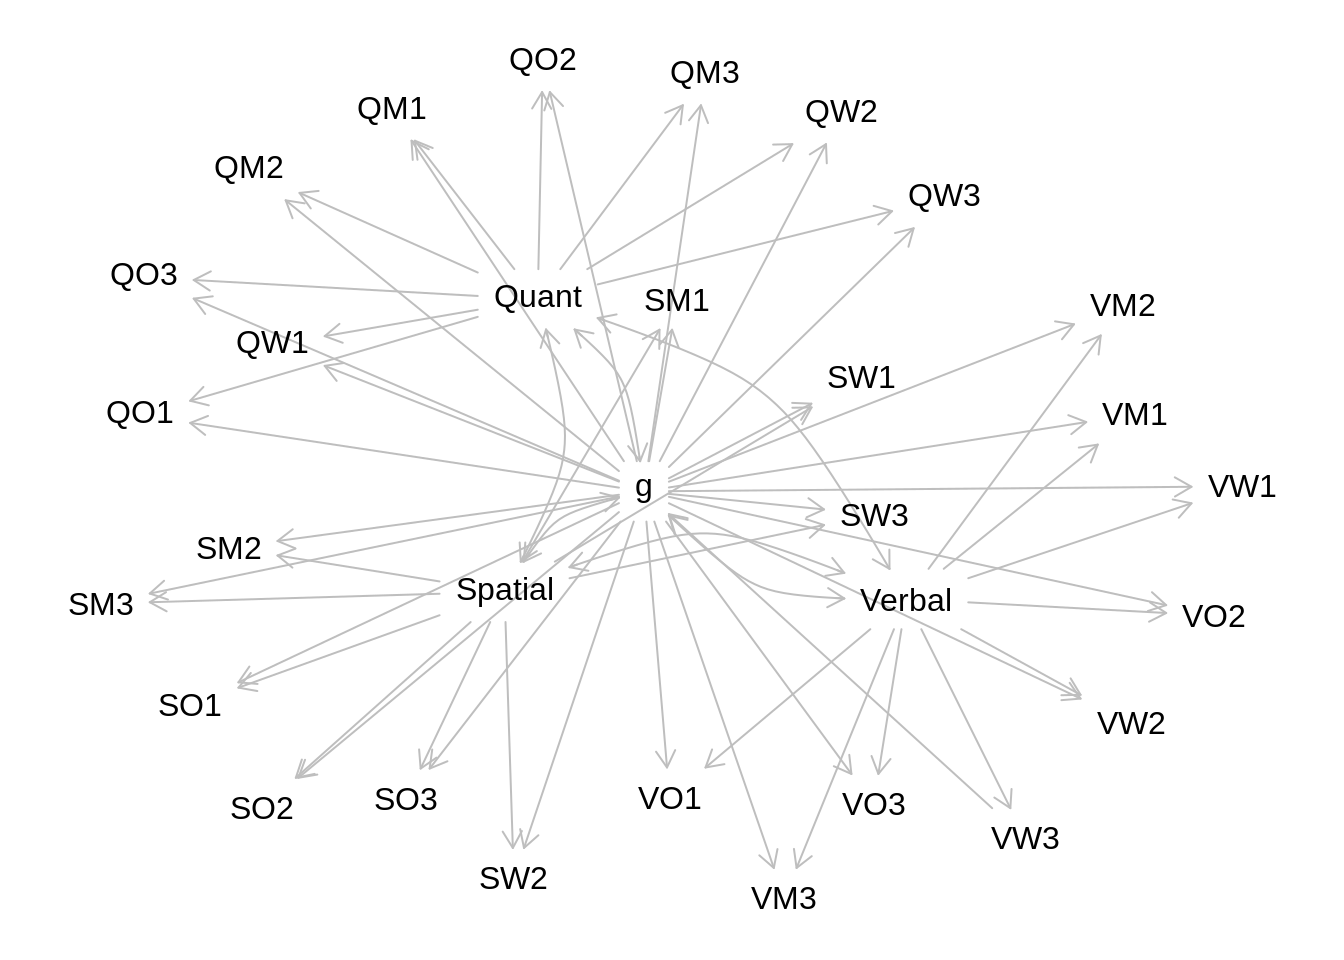 QO2
QM3
QM1
QW2
QM2
QW3
QO3
Quant
SM1
VM2
QW1
SW1
QO1
VM1
g
VW1
SW3
SM2
Spatial
Verbal
SM3
VO2
SO1
VW2
VO1
SO3
VO3
SO2
VW3
SW2
VM3